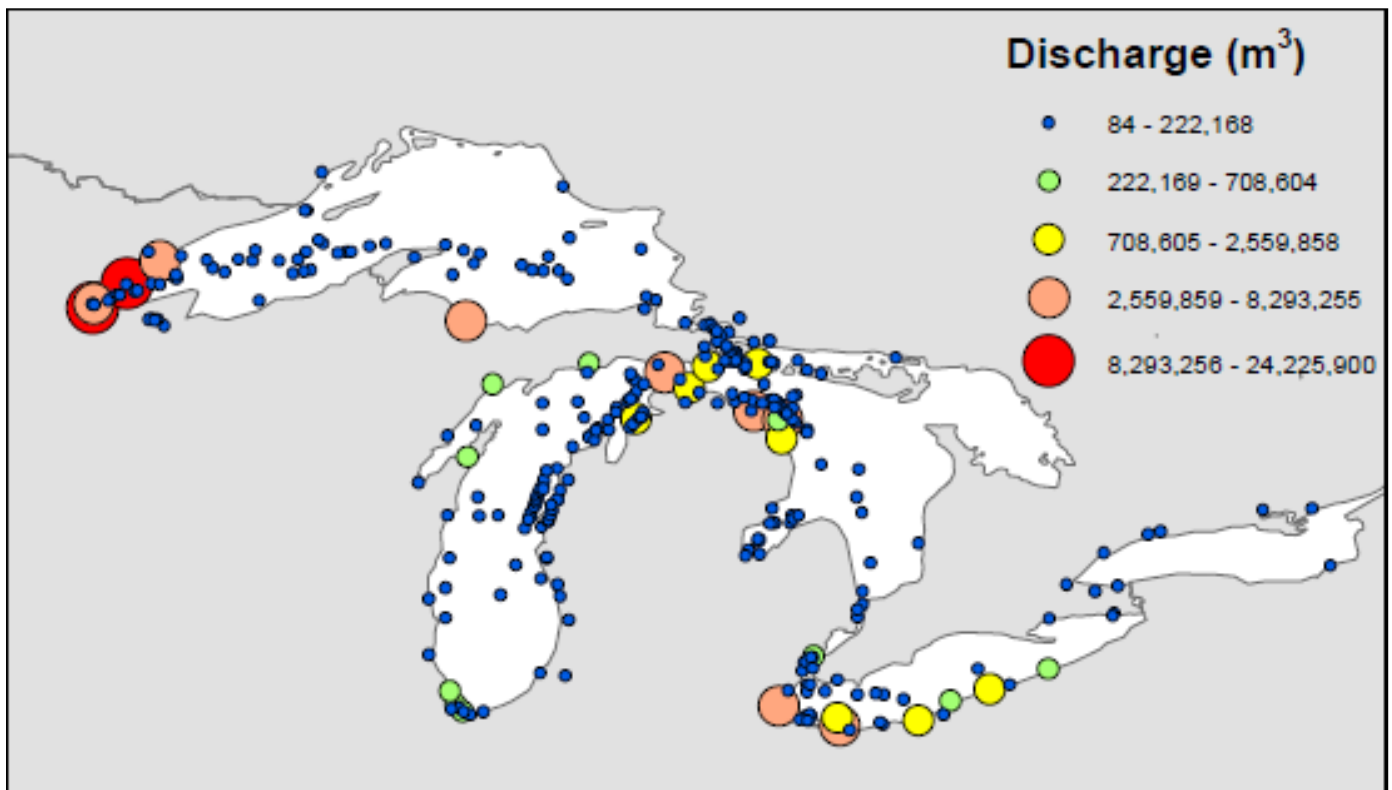 Discharge (m³)
84 - 222,168
222,169 - 708,604
708,605 - 2,559,858
2,559,859 - 8,293,255
8,293,256 - 24,225,900